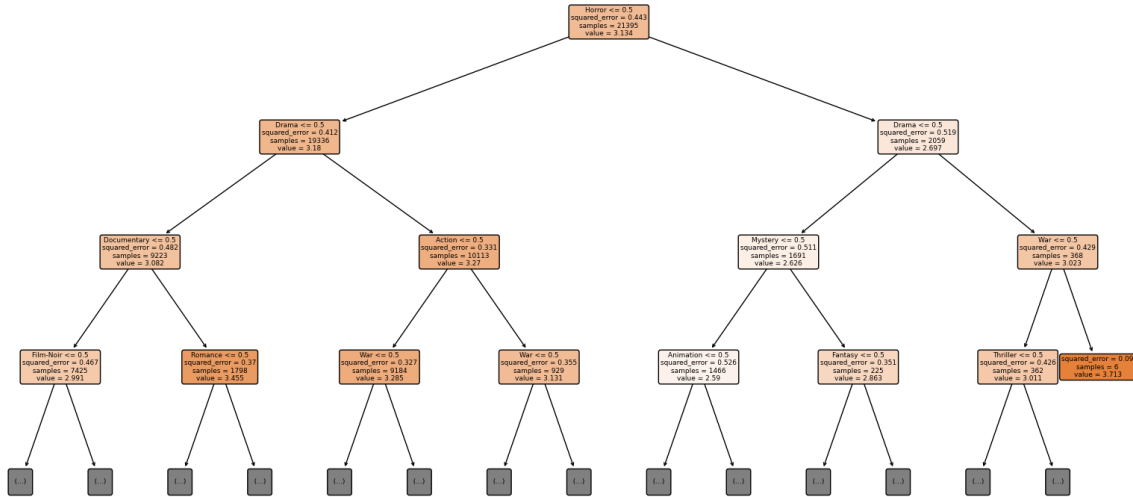 Horror <= 0.5
squared_error = 0.443
samples = 21395
value = 3.134
Drama <= 0.5
squared_error = 0.412
samples = 19336
value = 3.18
Drama <= 0.5
squared_error = 0.519
samples = 2059
value = 2.697
Documentary <= 0.5
squared_error = 0.482
samples = 9223
value = 3.082
Action <= 0.5
squared_error = 0.331
samples = 10113
value = 3.27
Mystery <= 0.5
squared_error = 0.511
samples = 1691
value = 2.626
War <= 0.5
squared_error = 0.429
samples = 368
value = 3.023
Film-Noir <= 0.5
squared_error = 0.467
samples = 7425
value = 2.991
Romance <= 0.5
squared_error = 0.37
samples = 1798
value = 3.455
War <= 0.5
squared_error = 0.327
samples = 9184
value = 3.285
War <= 0.5
squared_error = 0.355
samples = 929
value = 3.131
Animation <= 0.5
squared_error = 0.526
samples = 1466
value = 2.59
Fantasy <= 0.5
squared_error = 0.351
samples = 225
value = 2.863
Thriller <= 0.5
squared_error = 0.426
samples = 362
value = 3.011
squared_error = 0.09
samples = 6
value = 3.713
(...)
(...)
(...)
(...)
(...)
(...)
(...)
(...)
(...)
(...)
(...)
(...)
(...)
(...)